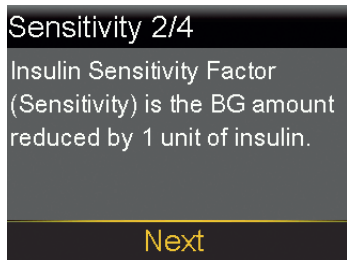 Sensitivity 2/4
Insulin Sensitivity Factor
(Sensitivity) is the BG amount
reduced by 1 unit of insulin.
Next